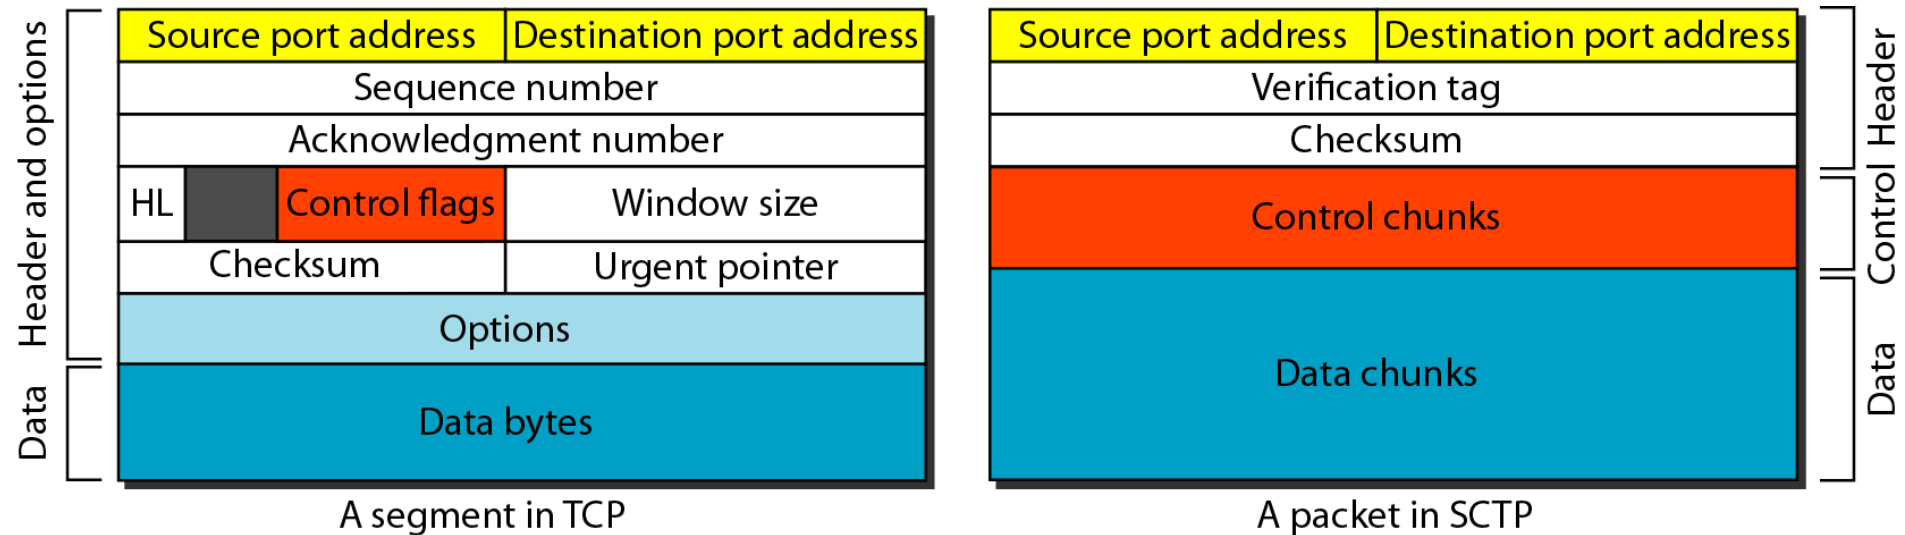 Header and options
Data
Source port address
Destination port address
Sequence number
Acknowledgment number
HL
Control flags
Window size
Checksum
Urgent pointer
Options
Data bytes
A segment in TCP
Source port address
Destination port address
Verification tag
Checksum
Control chunks
Data chunks
Header
Control
Data
A packet in SCTP